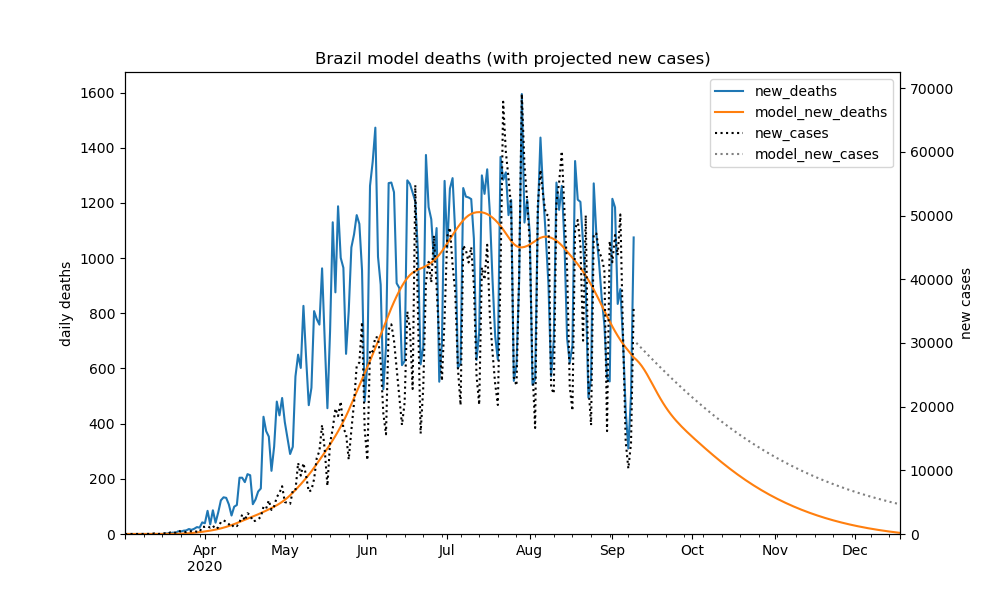 Brazil model deaths (with projected new cases)
new_deaths
model_new_deaths
new_cases
model_new_cases
daily deaths
1600
1400
1200
1000
800
600
400
200
0
70000
60000
50000
40000
30000
20000
10000
0
new cases
Apr May Jun Jul Aug Sep Oct Nov Dec
2020